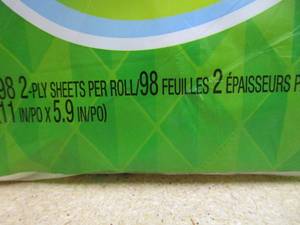 98 2-PLY SHEETS PER ROLL/98 FEUILLES 2 ÉPAISSEURS P
11 IN/PO X 5.9 IN/PO)